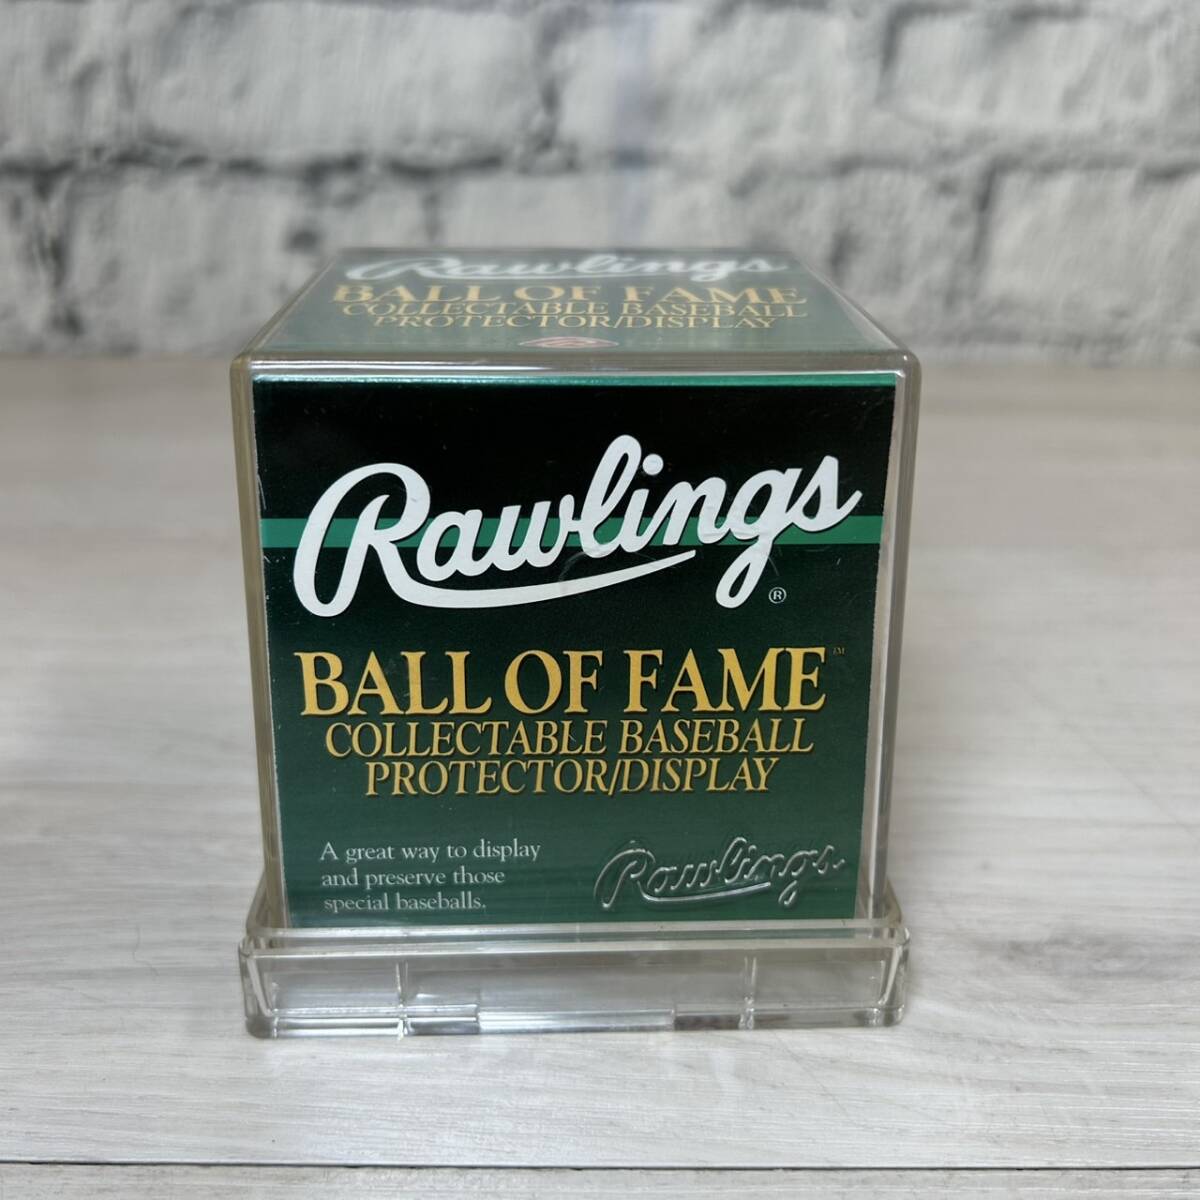 Rawlings
BALL OF FAME
COLLECTABLE BASEBALL
PROTECTOR/DISPLAY
Rawlings®
BALL OF FAME™
COLLECTABLE BASEBALL
PROTECTOR/DISPLAY
A great way to display
and preserve those
special baseballs.
Rawlings